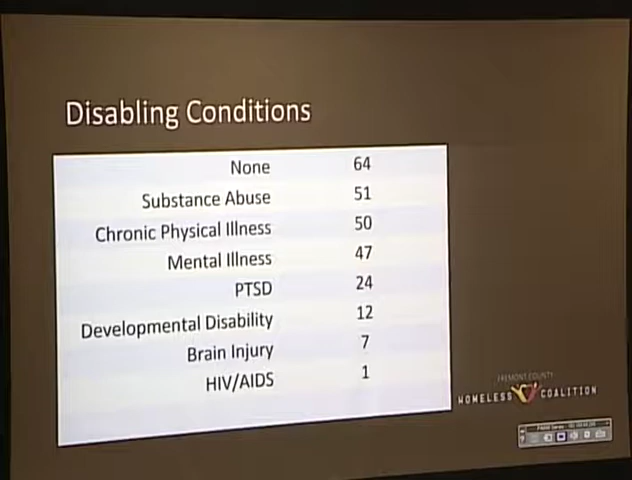 Disabling Conditions
None 64
Substance Abuse 51
Chronic Physical Illness 50
Mental Illness 47
PTSD 24
Developmental Disability 12
Brain Injury 7
HIV/AIDS 1
FREMONT COUNTY
HOMELESS COALITION